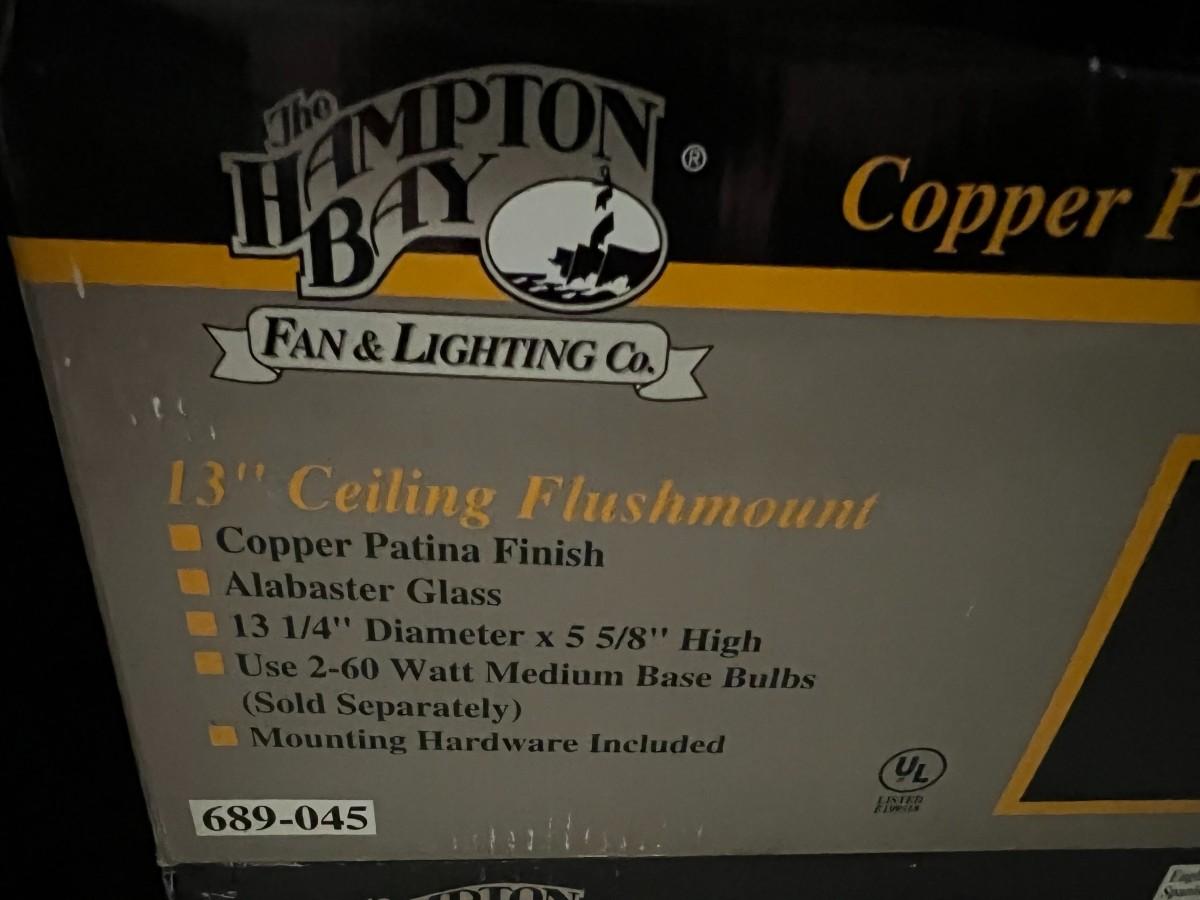 The
HAMPTON
BAY
®
FAN & LIGHTING CO.
Copper P
13" Ceiling Flushmount
Copper Patina Finish
Alabaster Glass
13 1/4" Diameter x 5 5/8" High
Use 2-60 Watt Medium Base Bulbs
(Sold Separately)
Mounting Hardware Included
UL
LISTED
689-045
HAMPTON